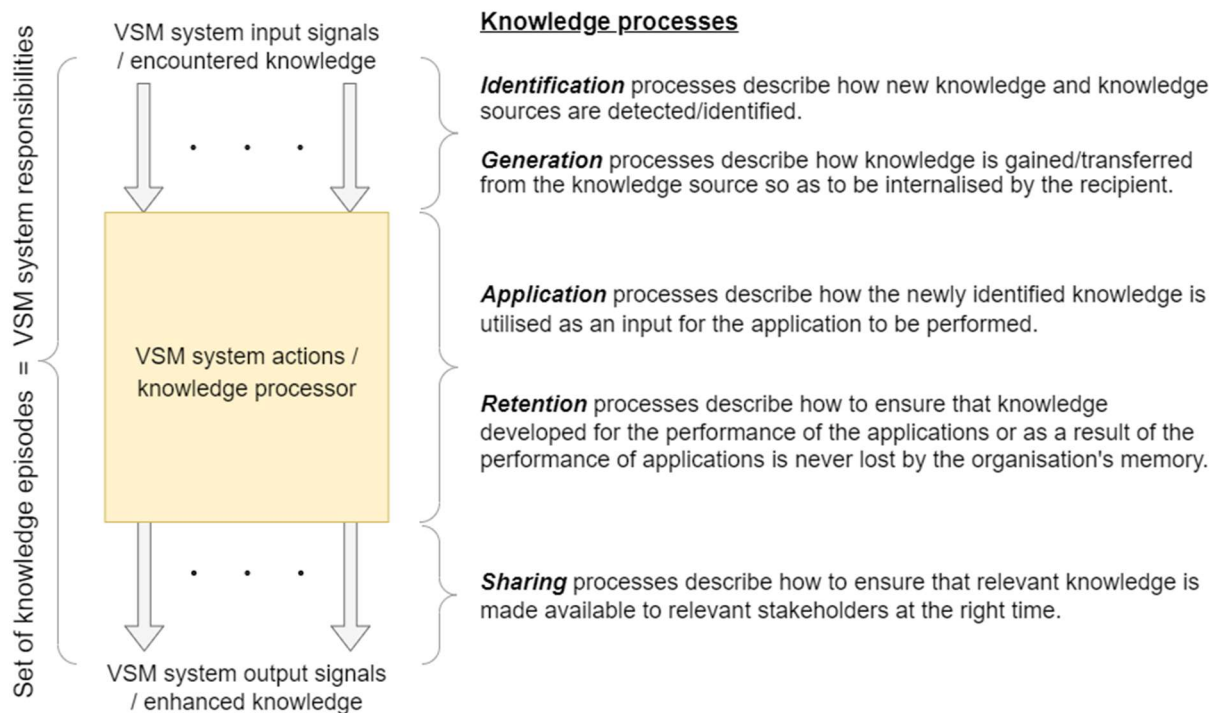 VSM system input signals
/ encountered knowledge
Knowledge processes
Identification processes describe how new knowledge and knowledge
sources are detected/identified.
Generation processes describe how knowledge is gained/transferred
from the knowledge source so as to be internalised by the recipient.
Set of knowledge episodes = VSM system responsibilities
VSM system actions /
knowledge processor
Application processes describe how the newly identified knowledge is
utilised as an input for the application to be performed.
Retention processes describe how to ensure that knowledge
developed for the performance of the applications or as a result of the
performance of applications is never lost by the organisation's memory.
Sharing processes describe how to ensure that relevant knowledge is
made available to relevant stakeholders at the right time.
VSM system output signals
/ enhanced knowledge